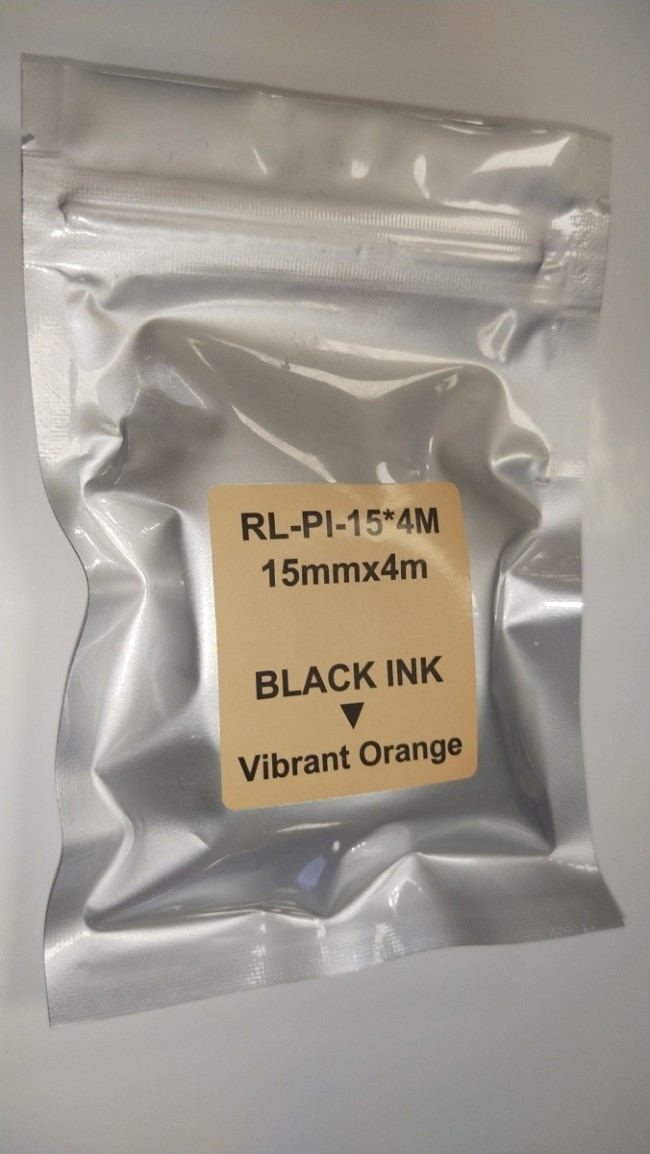 RL-PI-15*4M
15mmx4m
BLACK INK
▼
Vibrant Orange